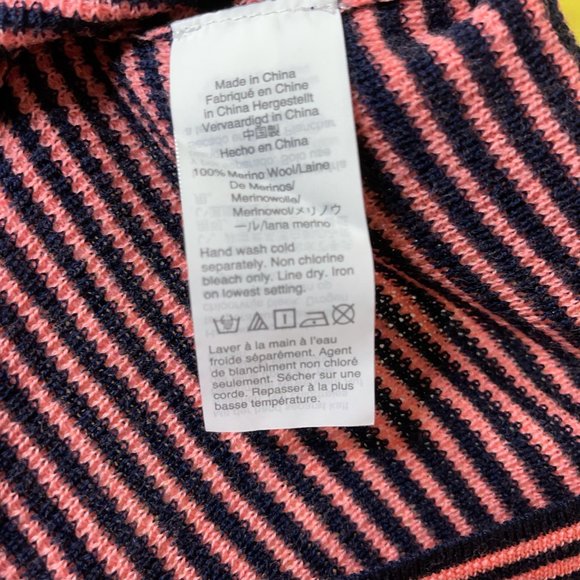 Made in China
Fabriqué en Chine
in China Hergestellt
Vervaardigd in China
中国製
Hecho en China
100% Merino Wool/Laine
De Merinos/
Merinowolle/
Merinowol/メリノウ
ール/lana merino
Hand wash cold
separately. Non chlorine
bleach only. Line dry. Iron
on lowest setting.
Laver à la main à l'eau
froide séparément. Agent
de blanchiment non chloré
seulement. Sécher sur une
corde. Repasser à la plus
basse température.